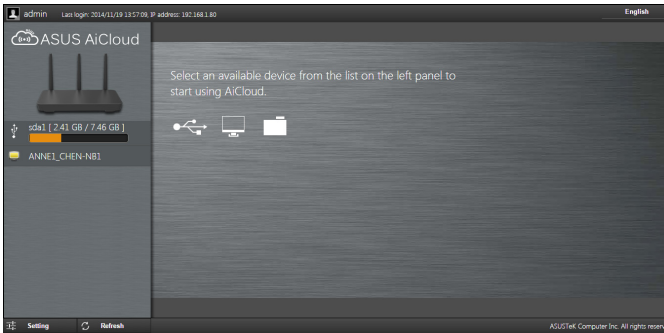 admin Last login: 2014/11/19 13:57:09, IP address: 192.168.1.80 English
ASUS AiCloud
Select an available device from the list on the left panel to
start using AiCloud.
sda1 [ 2.41 GB / 7.46 GB ]
ANNE1_CHEN-NB1
Setting Refresh ASUSTeK Computer Inc. All rights reserv